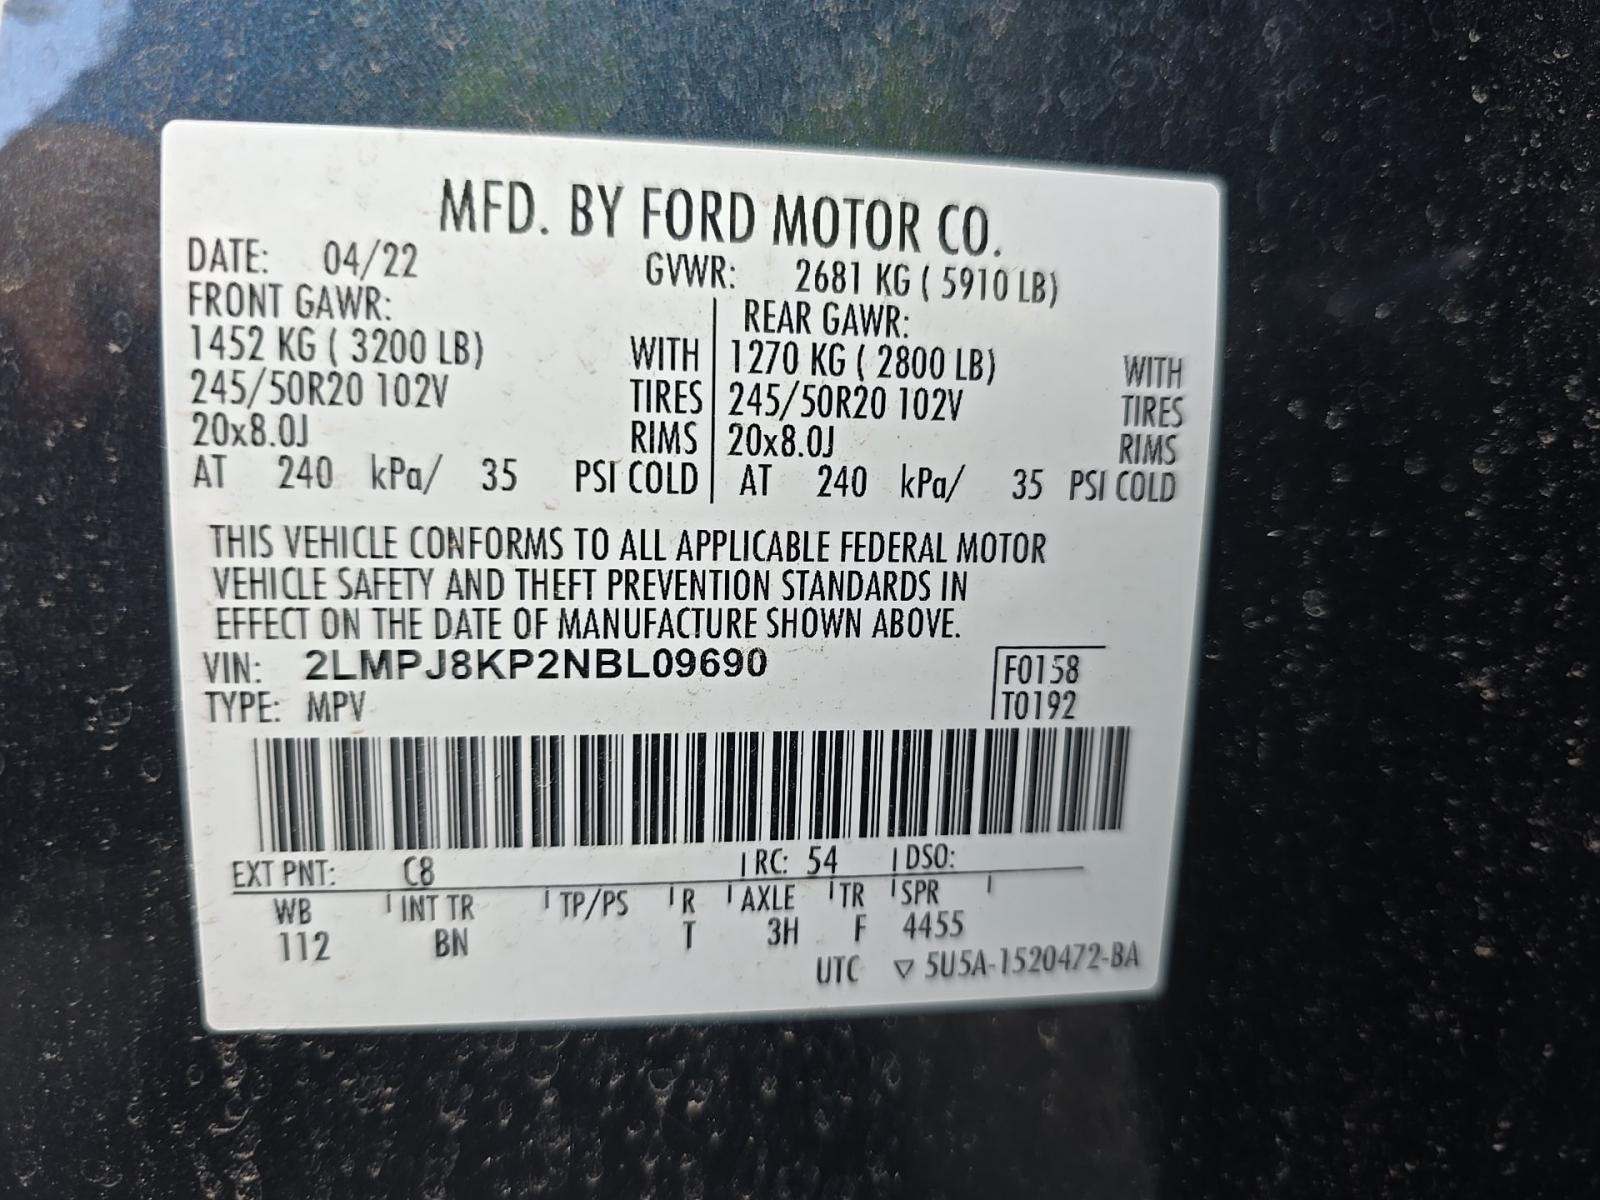 MFD. BY FORD MOTOR CO.
DATE: 04/22 GVWR: 2681 KG ( 5910 LB)
FRONT GAWR: REAR GAWR:
1452 KG ( 3200 LB) WITH 1270 KG ( 2800 LB) WITH
245/50R20 102V TIRES 245/50R20 102V TIRES
20x8.0J RIMS 20x8.0J RIMS
AT 240 kPa/ 35 PSI COLD AT 240 kPa/ 35 PSI COLD
THIS VEHICLE CONFORMS TO ALL APPLICABLE FEDERAL MOTOR
VEHICLE SAFETY AND THEFT PREVENTION STANDARDS IN
EFFECT ON THE DATE OF MANUFACTURE SHOWN ABOVE.
VIN: 2LMPJ8KP2NBL09690 F0158
TYPE: MPV T0192
EXT PNT: C8 RC: 54 DSO:
WB INT TR TP/PS R AXLE TR SPR
112 BN T 3H F 4455
UTC ▽ 5U5A-1520472-BA